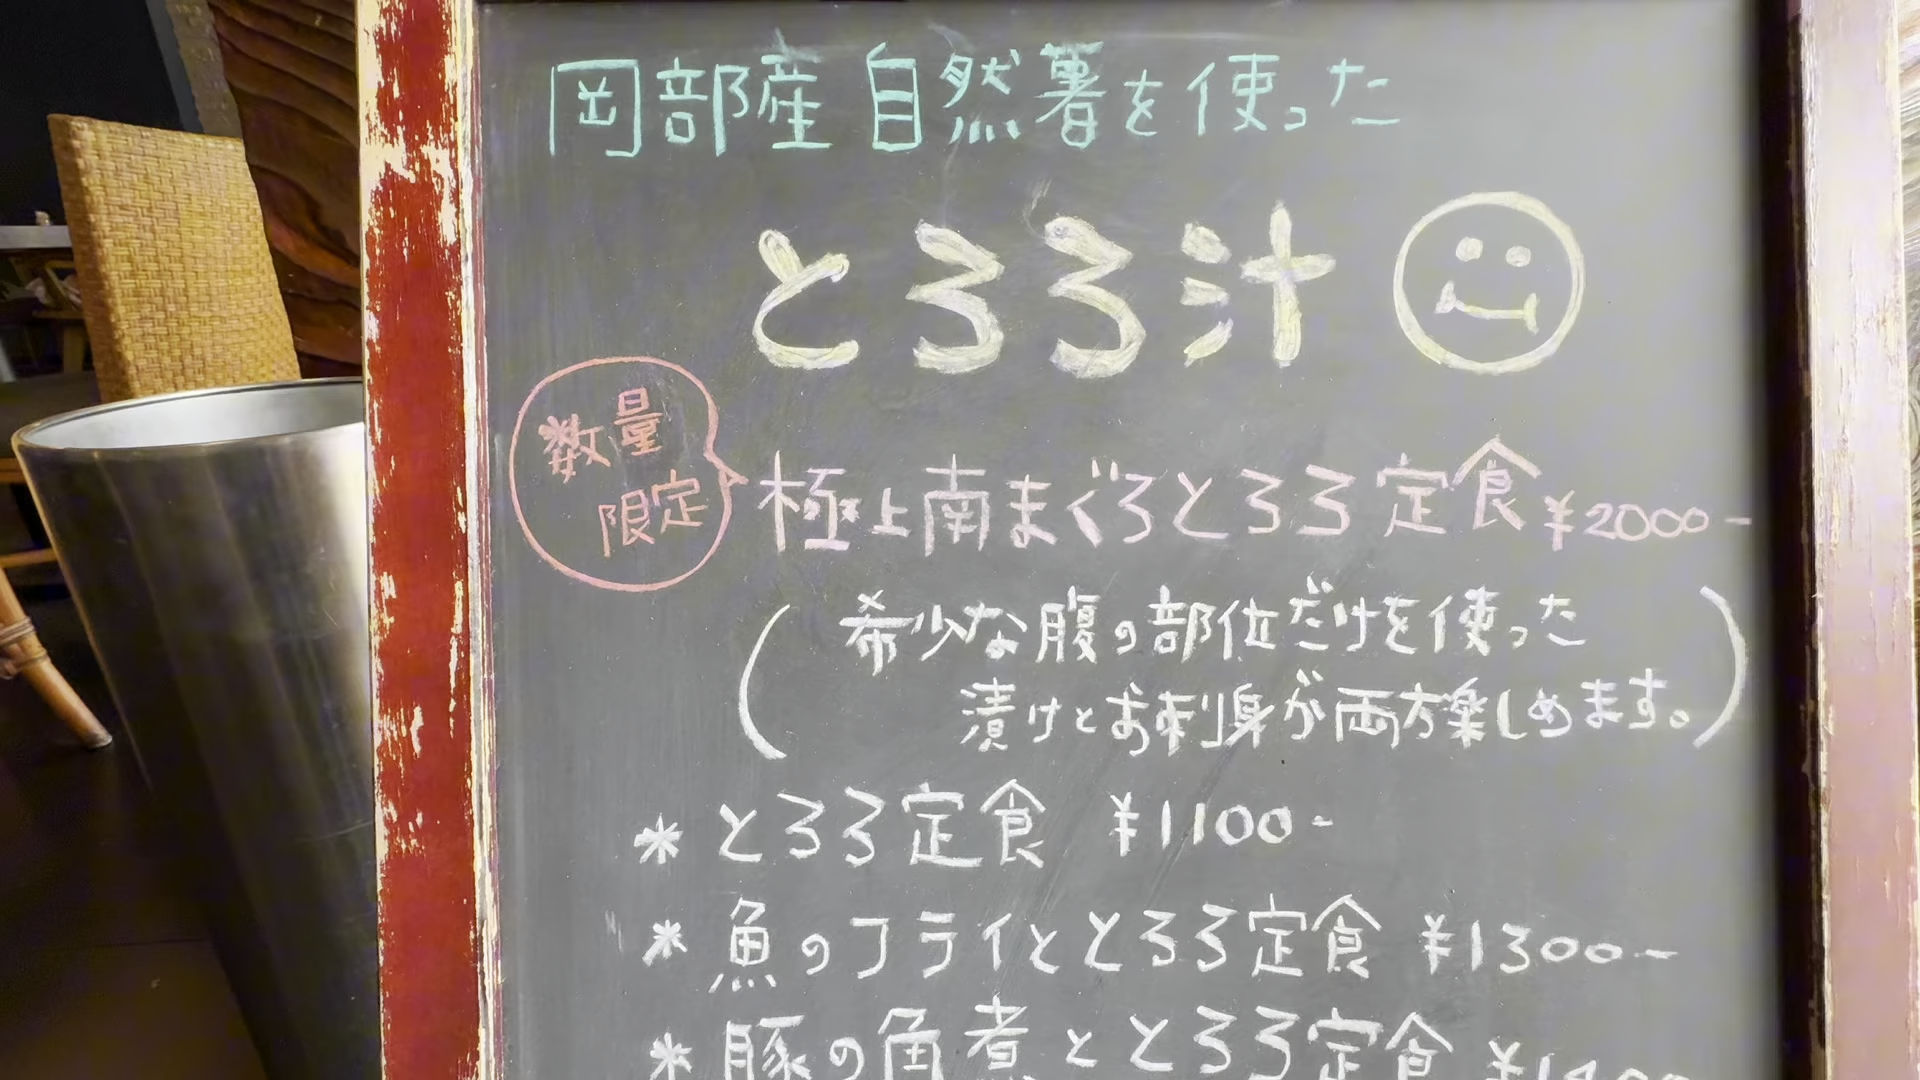 岡部産 自然薯を使った
とろろ汁
数量
限定
極上南まぐろとろろ定食 ¥2000-
(希少な腹の部位だけを使った
漬けとお刺身が両方楽しめます。)
* とろろ定食 ¥1100-
* 魚のフライととろろ定食 ¥1300-
* 豚の角煮ととろろ定食